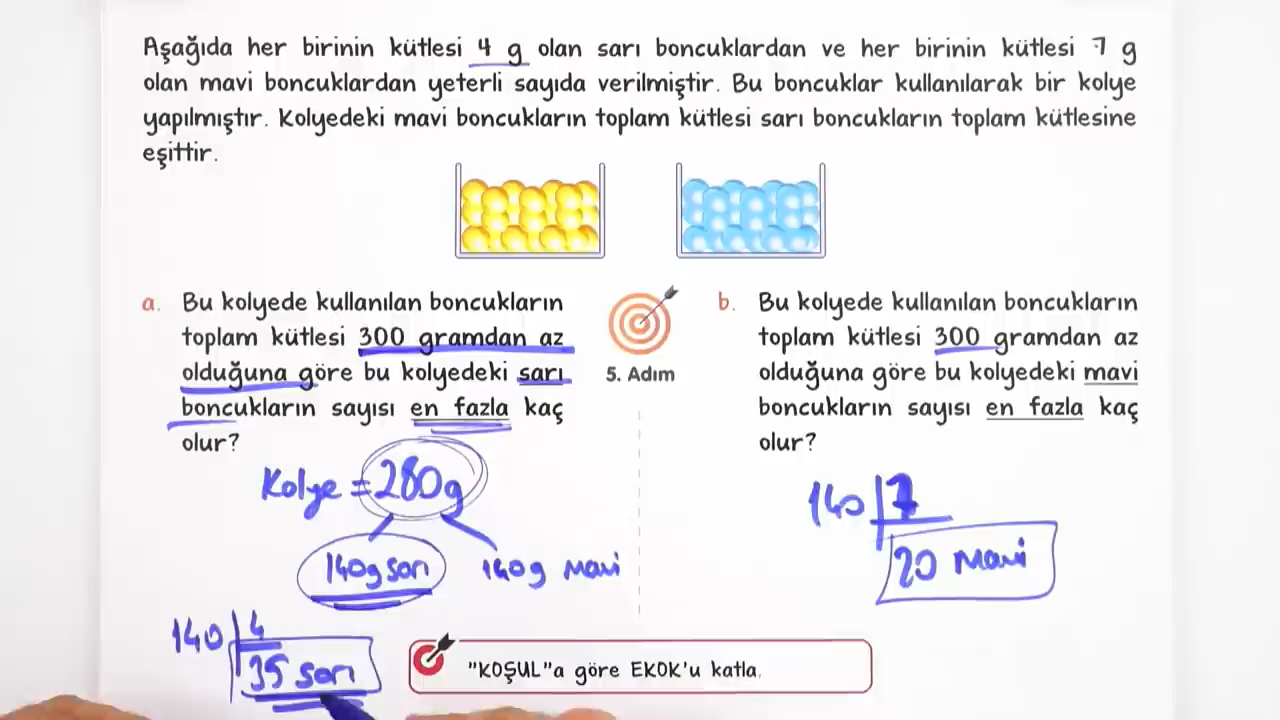 Aşağıda her birinin kütlesi 4 g olan sarı boncuklardan ve her birinin kütlesi 7 g
olan mavi boncuklardan yeterli sayıda verilmiştir. Bu boncuklar kullanılarak bir kolye
yapılmıştır. Kolyedeki mavi boncukların toplam kütlesi sarı boncukların toplam kütlesine
eşittir.
a. Bu kolyede kullanılan boncukların
toplam kütlesi 300 gramdan az
olduğuna göre bu kolyedeki sarı
boncukların sayısı en fazla kaç
olur?
Kolye = 280g
140g sarı 140g mavi
140 4
35 sarı
5. Adım
b. Bu kolyede kullanılan boncukların
toplam kütlesi 300 gramdan az
olduğuna göre bu kolyedeki mavi
boncukların sayısı en fazla kaç
olur?
140 7
20 mavi
"KOŞUL"a göre EKOK'u katla.